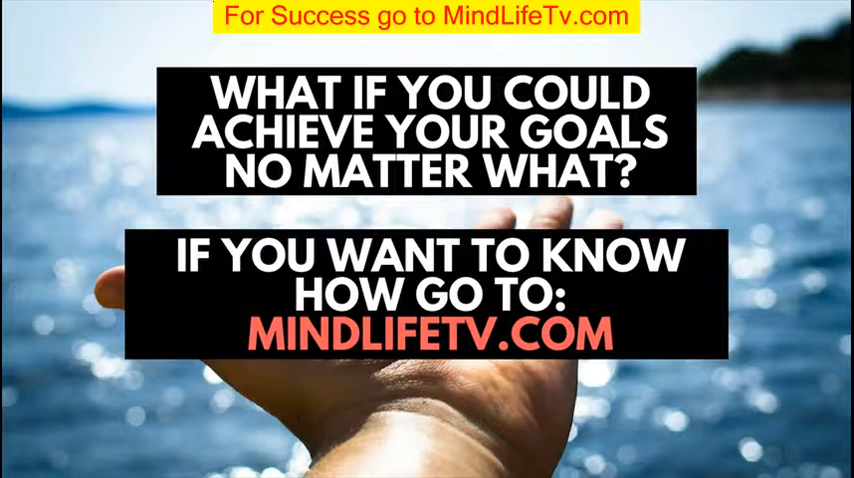 For Success go to MindLifeTv.com
WHAT IF YOU COULD
ACHIEVE YOUR GOALS
NO MATTER WHAT?
IF YOU WANT TO KNOW
HOW GO TO:
MINDLIFETV.COM